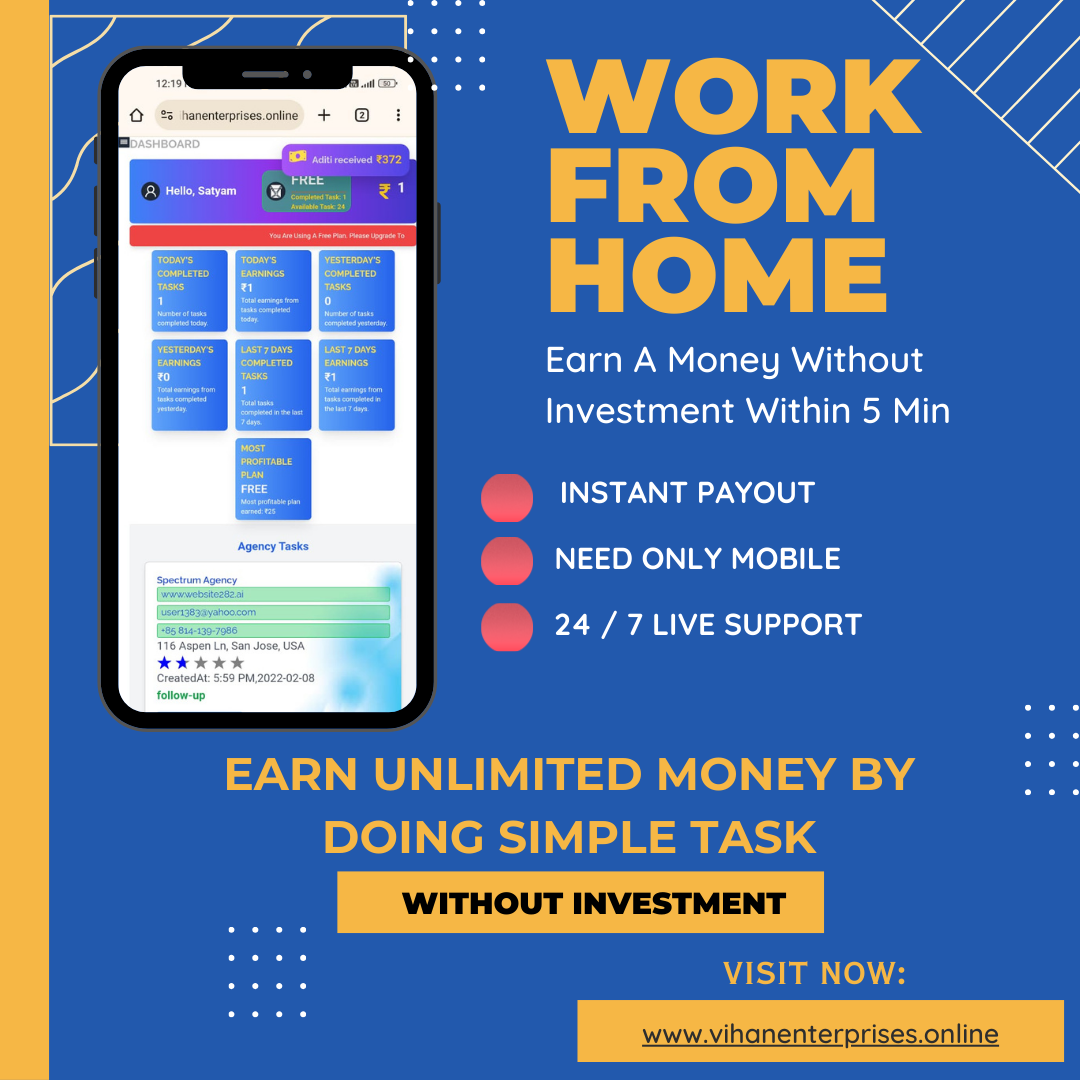 12:19
50
hanenterprises.online
2
DASHBOARD
Aditi received ₹372
Hello, Satyam
FREE
Completed Task: 1
Available Task: 24
₹ 1
You Are Using A Free Plan. Please Upgrade To
TODAY'S
COMPLETED
TASKS
1
Number of tasks
completed today.
TODAY'S
EARNINGS
₹1
Total earnings from
tasks completed
today.
YESTERDAY'S
COMPLETED
TASKS
0
Number of tasks
completed yesterday.
YESTERDAY'S
EARNINGS
₹0
Total earnings from
tasks completed
yesterday.
LAST 7 DAYS
COMPLETED
TASKS
1
Total tasks
completed in the last
7 days.
LAST 7 DAYS
EARNINGS
₹1
Total earnings from
tasks completed in
the last 7 days.
MOST
PROFITABLE
PLAN
FREE
Most profitable plan
earned: ₹25
Agency Tasks
Spectrum Agency
www.website282.ai
user1383@yahoo.com
+85 814-139-7986
116 Aspen Ln, San Jose, USA
CreatedAt: 5:59 PM,2022-02-08
follow-up
WORK
FROM
HOME
Earn A Money Without
Investment Within 5 Min
INSTANT PAYOUT
NEED ONLY MOBILE
24 / 7 LIVE SUPPORT
EARN UNLIMITED MONEY BY
DOING SIMPLE TASK
WITHOUT INVESTMENT
VISIT NOW:
www.vihanenterprises.online